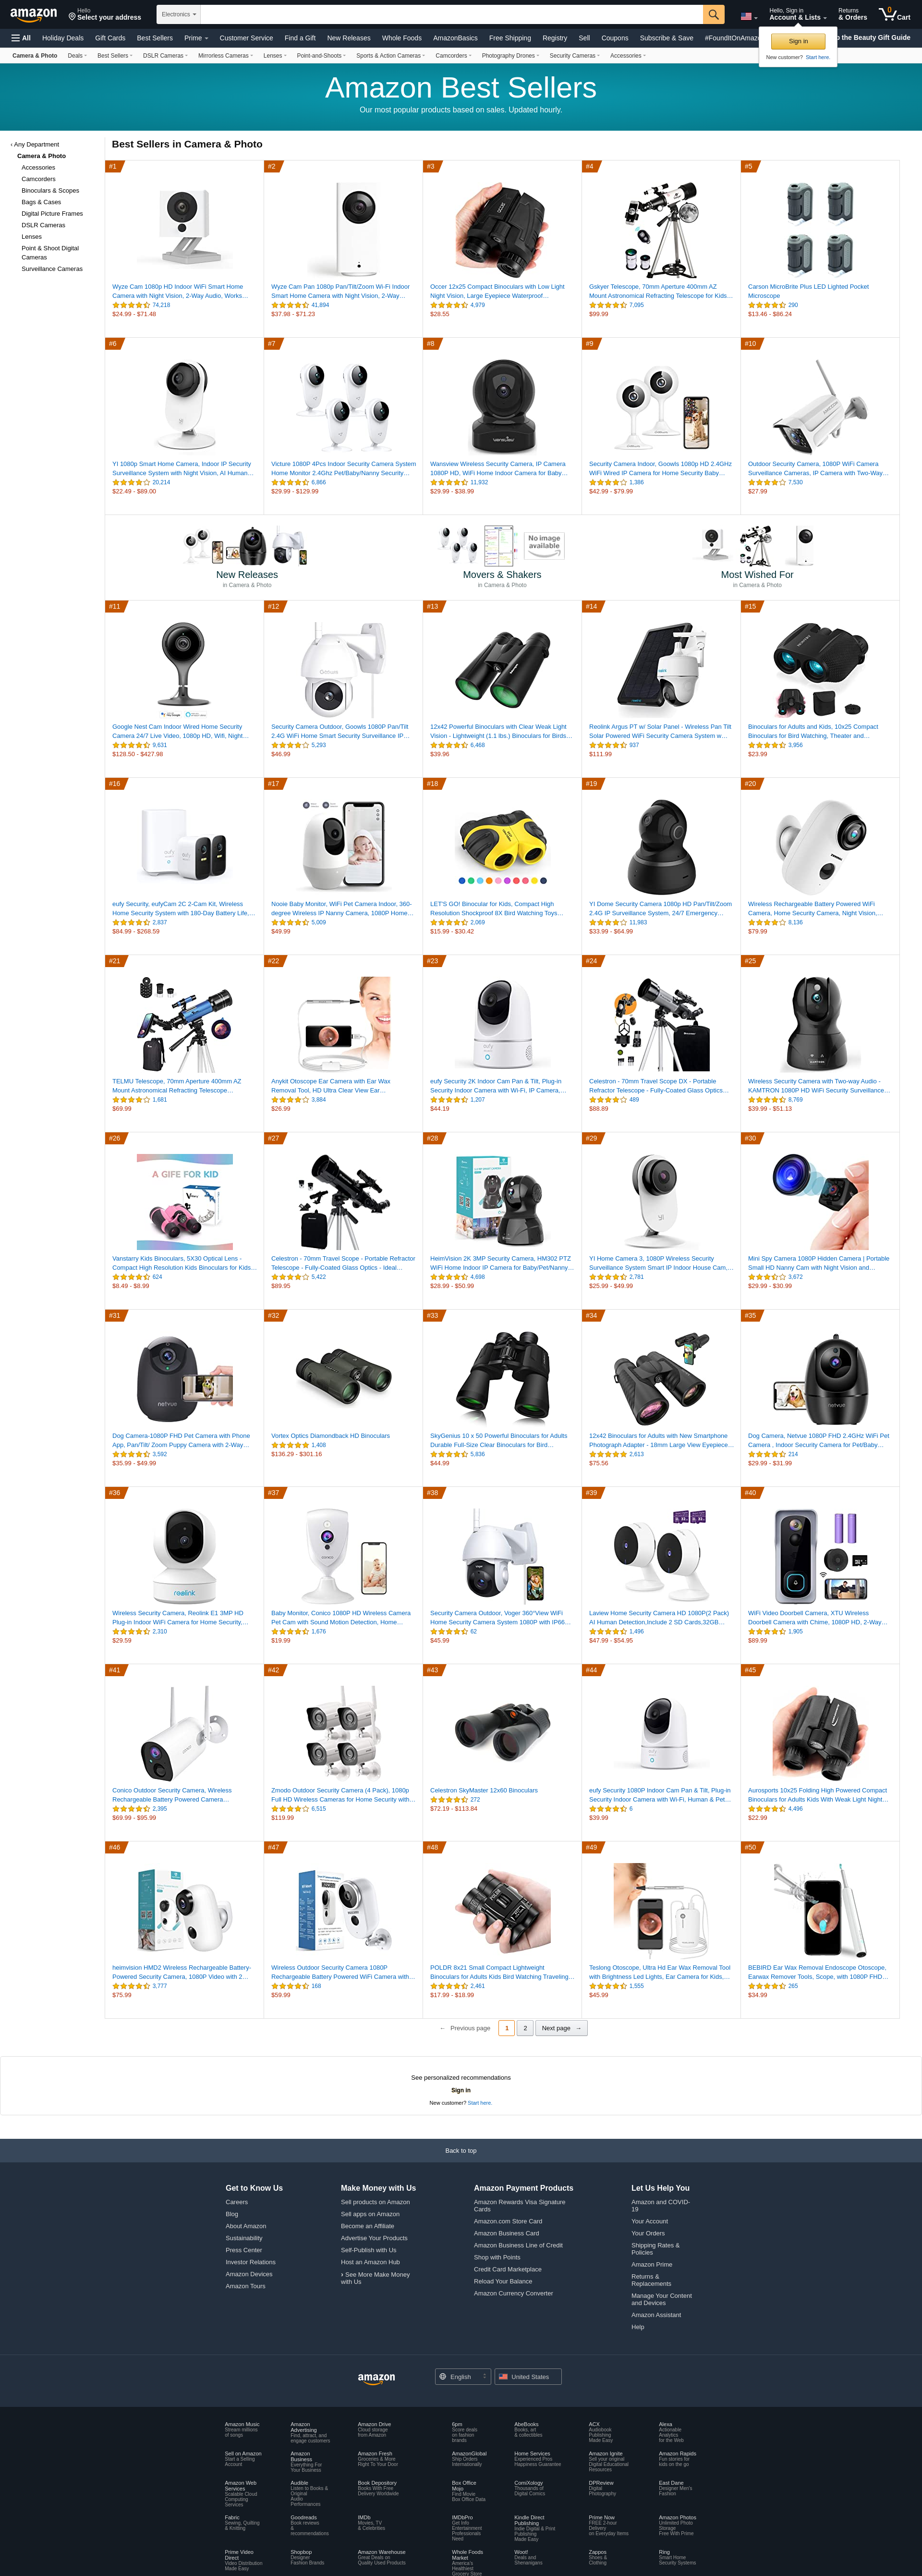 amazon
Hello
Select your address
Electronics
Hello, Sign in
Account & Lists
Returns
& Orders
0
Cart
All
Holiday Deals
Gift Cards
Best Sellers
Prime
Customer Service
Find a Gift
New Releases
Whole Foods
AmazonBasics
Free Shipping
Registry
Sell
Coupons
Subscribe & Save
Sign in
New customer? Start here.
the Beauty Gift Guide
Camera & Photo
Deals
Best Sellers
DSLR Cameras
Mirrorless Cameras
Lenses
Point-and-Shoots
Sports & Action Cameras
Camcorders
Photography Drones
Security Cameras
Accessories
Amazon Best Sellers
Our most popular products based on sales. Updated hourly.
‹ Any Department
Camera & Photo
Accessories
Camcorders
Binoculars & Scopes
Bags & Cases
Digital Picture Frames
DSLR Cameras
Lenses
Point & Shoot Digital
Cameras
Surveillance Cameras
Best Sellers in Camera & Photo
#1
Wyze Cam 1080p HD Indoor WiFi Smart Home
Camera with Night Vision, 2-Way Audio, Works…
74,218
$24.99 - $71.48
#2
Wyze Cam Pan 1080p Pan/Tilt/Zoom Wi-Fi Indoor
Smart Home Camera with Night Vision, 2-Way…
41,894
$37.98 - $71.23
#3
Occer 12x25 Compact Binoculars with Low Light
Night Vision, Large Eyepiece Waterproof…
4,979
$28.55
#4
Gskyer Telescope, 70mm Aperture 400mm AZ
Mount Astronomical Refracting Telescope for Kids…
7,095
$99.99
#5
Carson MicroBrite Plus LED Lighted Pocket
Microscope
290
$13.46 - $86.24
#6
YI 1080p Smart Home Camera, Indoor IP Security
Surveillance System with Night Vision, AI Human…
20,214
$22.49 - $89.00
#7
Victure 1080P 4Pcs Indoor Security Camera System
Home Monitor 2.4Ghz Pet/Baby/Nanny Security…
6,866
$29.99 - $129.99
#8
Wansview Wireless Security Camera, IP Camera
1080P HD, WiFi Home Indoor Camera for Baby…
11,932
$29.99 - $38.99
#9
Security Camera Indoor, Goowls 1080p HD 2.4GHz
WiFi Wired IP Camera for Home Security Baby…
1,386
$42.99 - $79.99
#10
Outdoor Security Camera, 1080P WiFi Camera
Surveillance Cameras, IP Camera with Two-Way…
7,530
$27.99
No image
available
New Releases
in Camera & Photo
Movers & Shakers
in Camera & Photo
Most Wished For
in Camera & Photo
#11
Google Nest Cam Indoor Wired Home Security
Camera 24/7 Live Video, 1080p HD, Wifi, Night…
9,631
$128.50 - $427.98
#12
Security Camera Outdoor, Goowls 1080P Pan/Tilt
2.4G WiFi Home Smart Security Surveillance IP…
5,293
$46.99
#13
12x42 Powerful Binoculars with Clear Weak Light
Vision - Lightweight (1.1 lbs.) Binoculars for Birds…
6,468
$39.96
#14
Reolink Argus PT w/ Solar Panel - Wireless Pan Tilt
Solar Powered WiFi Security Camera System w…
937
$111.99
#15
Binoculars for Adults and Kids, 10x25 Compact
Binoculars for Bird Watching, Theater and…
3,956
$23.99
#16
eufy Security, eufyCam 2C 2-Cam Kit, Wireless
Home Security System with 180-Day Battery Life,…
2,837
$84.99 - $268.59
#17
Nooie Baby Monitor, WiFi Pet Camera Indoor, 360-
degree Wireless IP Nanny Camera, 1080P Home…
5,009
$49.99
#18
LET'S GO! Binocular for Kids, Compact High
Resolution Shockproof 8X Bird Watching Toys…
2,069
$15.99 - $30.42
#19
YI Dome Security Camera 1080p HD Pan/Tilt/Zoom
2.4G IP Surveillance System, 24/7 Emergency…
11,983
$33.99 - $64.99
#20
Wireless Rechargeable Battery Powered WiFi
Camera, Home Security Camera, Night Vision,…
8,136
$79.99
#21
TELMU Telescope, 70mm Aperture 400mm AZ
Mount Astronomical Refracting Telescope…
1,681
$69.99
#22
Anykit Otoscope Ear Camera with Ear Wax
Removal Tool, HD Ultra Clear View Ear…
3,884
$26.99
#23
eufy Security 2K Indoor Cam Pan & Tilt, Plug-in
Security Indoor Camera with Wi-Fi, IP Camera,…
1,207
$44.19
#24
Celestron - 70mm Travel Scope DX - Portable
Refractor Telescope - Fully-Coated Glass Optics…
489
$88.89
#25
Wireless Security Camera with Two-way Audio -
KAMTRON 1080P HD WiFi Security Surveillance…
8,769
$39.99 - $51.13
#26
A GIFE FOR KID
Vanstarry Kids Binoculars, 5X30 Optical Lens -
Compact High Resolution Kids Binoculars for Kids…
624
$8.49 - $8.99
#27
Celestron - 70mm Travel Scope - Portable Refractor
Telescope - Fully-Coated Glass Optics - Ideal…
5,422
$89.95
#28
HeimVision 2K 3MP Security Camera, HM302 PTZ
WiFi Home Indoor IP Camera for Baby/Pet/Nanny…
4,698
$28.99 - $50.99
#29
YI Home Camera 3, 1080P Wireless Security
Surveillance System Smart IP Indoor House Cam,…
2,781
$25.99 - $49.99
#30
Mini Spy Camera 1080P Hidden Camera | Portable
Small HD Nanny Cam with Night Vision and…
3,672
$29.99 - $30.99
#31
netvue
Dog Camera-1080P FHD Pet Camera with Phone
App, Pan/Tilt/ Zoom Puppy Camera with 2-Way…
3,592
$35.99 - $49.99
#32
Vortex Optics Diamondback HD Binoculars
1,408
$136.29 - $301.16
#33
SkyGenius 10 x 50 Powerful Binoculars for Adults
Durable Full-Size Clear Binoculars for Bird…
5,836
$44.99
#34
12x42 Binoculars for Adults with New Smartphone
Photograph Adapter - 18mm Large View Eyepiece…
2,613
$75.56
#35
netvue
Dog Camera, Netvue 1080P FHD 2.4GHz WiFi Pet
Camera , Indoor Security Camera for Pet/Baby…
214
$29.99 - $31.99
#36
reolink
Wireless Security Camera, Reolink E1 3MP HD
Plug-in Indoor WiFi Camera for Home Security,…
2,310
$29.59
#37
Baby Monitor, Conico 1080P HD Wireless Camera
Pet Cam with Sound Motion Detection, Home…
1,676
$19.99
#38
Security Camera Outdoor, Voger 360°View WiFi
Home Security Camera System 1080P with IP66…
62
$45.99
#39
Laview Home Security Camera HD 1080P(2 Pack)
AI Human Detection,Include 2 SD Cards,32GB…
1,496
$47.99 - $54.95
#40
WiFi Video Doorbell Camera, XTU Wireless
Doorbell Camera with Chime, 1080P HD, 2-Way…
1,905
$89.99
#41
Conico Outdoor Security Camera, Wireless
Rechargeable Battery Powered Camera…
2,395
$69.99 - $95.99
#42
Zmodo Outdoor Security Camera (4 Pack), 1080p
Full HD Wireless Cameras for Home Security with…
6,515
$119.99
#43
Celestron SkyMaster 12x60 Binoculars
272
$72.19 - $113.84
#44
eufy Security 1080P Indoor Cam Pan & Tilt, Plug-in
Security Indoor Camera with Wi-Fi, Human & Pet…
6
$39.99
#45
Aurosports 10x25 Folding High Powered Compact
Binoculars for Adults Kids With Weak Light Night…
4,496
$22.99
#46
heimvision HMD2 Wireless Rechargeable Battery-
Powered Security Camera, 1080P Video with 2…
3,777
$75.99
#47
Wireless Outdoor Security Camera 1080P
Rechargeable Battery Powered WiFi Camera with…
168
$59.99
#48
POLDR 8x21 Small Compact Lightweight
Binoculars for Adults Kids Bird Watching Traveling…
2,461
$17.99 - $18.99
#49
Teslong Otoscope, Ultra Hd Ear Wax Removal Tool
with Brightness Led Lights, Ear Camera for Kids,…
1,555
$45.99
#50
BEBIRD Ear Wax Removal Endoscope Otoscope,
Earwax Remover Tools, Scope, with 1080P FHD…
265
$34.99
← Previous page
1
2
Next page →
See personalized recommendations
Sign in
New customer? Start here.
Back to top
Get to Know Us
Careers
Blog
About Amazon
Sustainability
Press Center
Investor Relations
Amazon Devices
Amazon Tours
Make Money with Us
Sell products on Amazon
Sell apps on Amazon
Become an Affiliate
Advertise Your Products
Self-Publish with Us
Host an Amazon Hub
› See More Make Money
with Us
Amazon Payment Products
Amazon Rewards Visa Signature
Cards
Amazon.com Store Card
Amazon Business Card
Amazon Business Line of Credit
Shop with Points
Credit Card Marketplace
Reload Your Balance
Amazon Currency Converter
Let Us Help You
Amazon and COVID-
19
Your Account
Your Orders
Shipping Rates &
Policies
Amazon Prime
Returns &
Replacements
Manage Your Content
and Devices
Amazon Assistant
Help
amazon
English
United States
Amazon Music
Stream millions
of songs
Amazon
Advertising
Find, attract, and
engage customers
Amazon Drive
Cloud storage
from Amazon
6pm
Score deals
on fashion
brands
AbeBooks
Books, art
& collectibles
ACX
Audiobook
Publishing
Made Easy
Alexa
Actionable
Analytics
for the Web
Sell on Amazon
Start a Selling
Account
Amazon
Business
Everything For
Your Business
Amazon Fresh
Groceries & More
Right To Your Door
AmazonGlobal
Ship Orders
Internationally
Home Services
Experienced Pros
Happiness Guarantee
Amazon Ignite
Sell your original
Digital Educational
Resources
Amazon Rapids
Fun stories for
kids on the go
Amazon Web
Services
Scalable Cloud
Computing
Services
Audible
Listen to Books &
Original
Audio
Performances
Book Depository
Books With Free
Delivery Worldwide
Box Office
Mojo
Find Movie
Box Office Data
ComiXology
Thousands of
Digital Comics
DPReview
Digital
Photography
East Dane
Designer Men's
Fashion
Fabric
Sewing, Quilting
& Knitting
Goodreads
Book reviews
&
recommendations
IMDb
Movies, TV
& Celebrities
IMDbPro
Get Info
Entertainment
Professionals
Need
Kindle Direct
Publishing
Indie Digital & Print
Publishing
Made Easy
Prime Now
FREE 2-hour
Delivery
on Everyday Items
Amazon Photos
Unlimited Photo
Storage
Free With Prime
Prime Video
Direct
Video Distribution
Made Easy
Shopbop
Designer
Fashion Brands
Amazon Warehouse
Great Deals on
Quality Used Products
Whole Foods
Market
America's
Healthiest
Grocery Store
Woot!
Deals and
Shenanigans
Zappos
Shoes &
Clothing
Ring
Smart Home
Security Systems